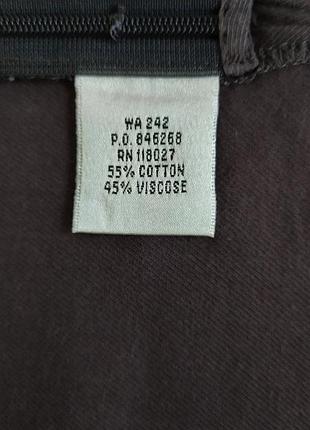 WA 242
P.O. 846268
RN 118027
55% COTTON
45% VISCOSE